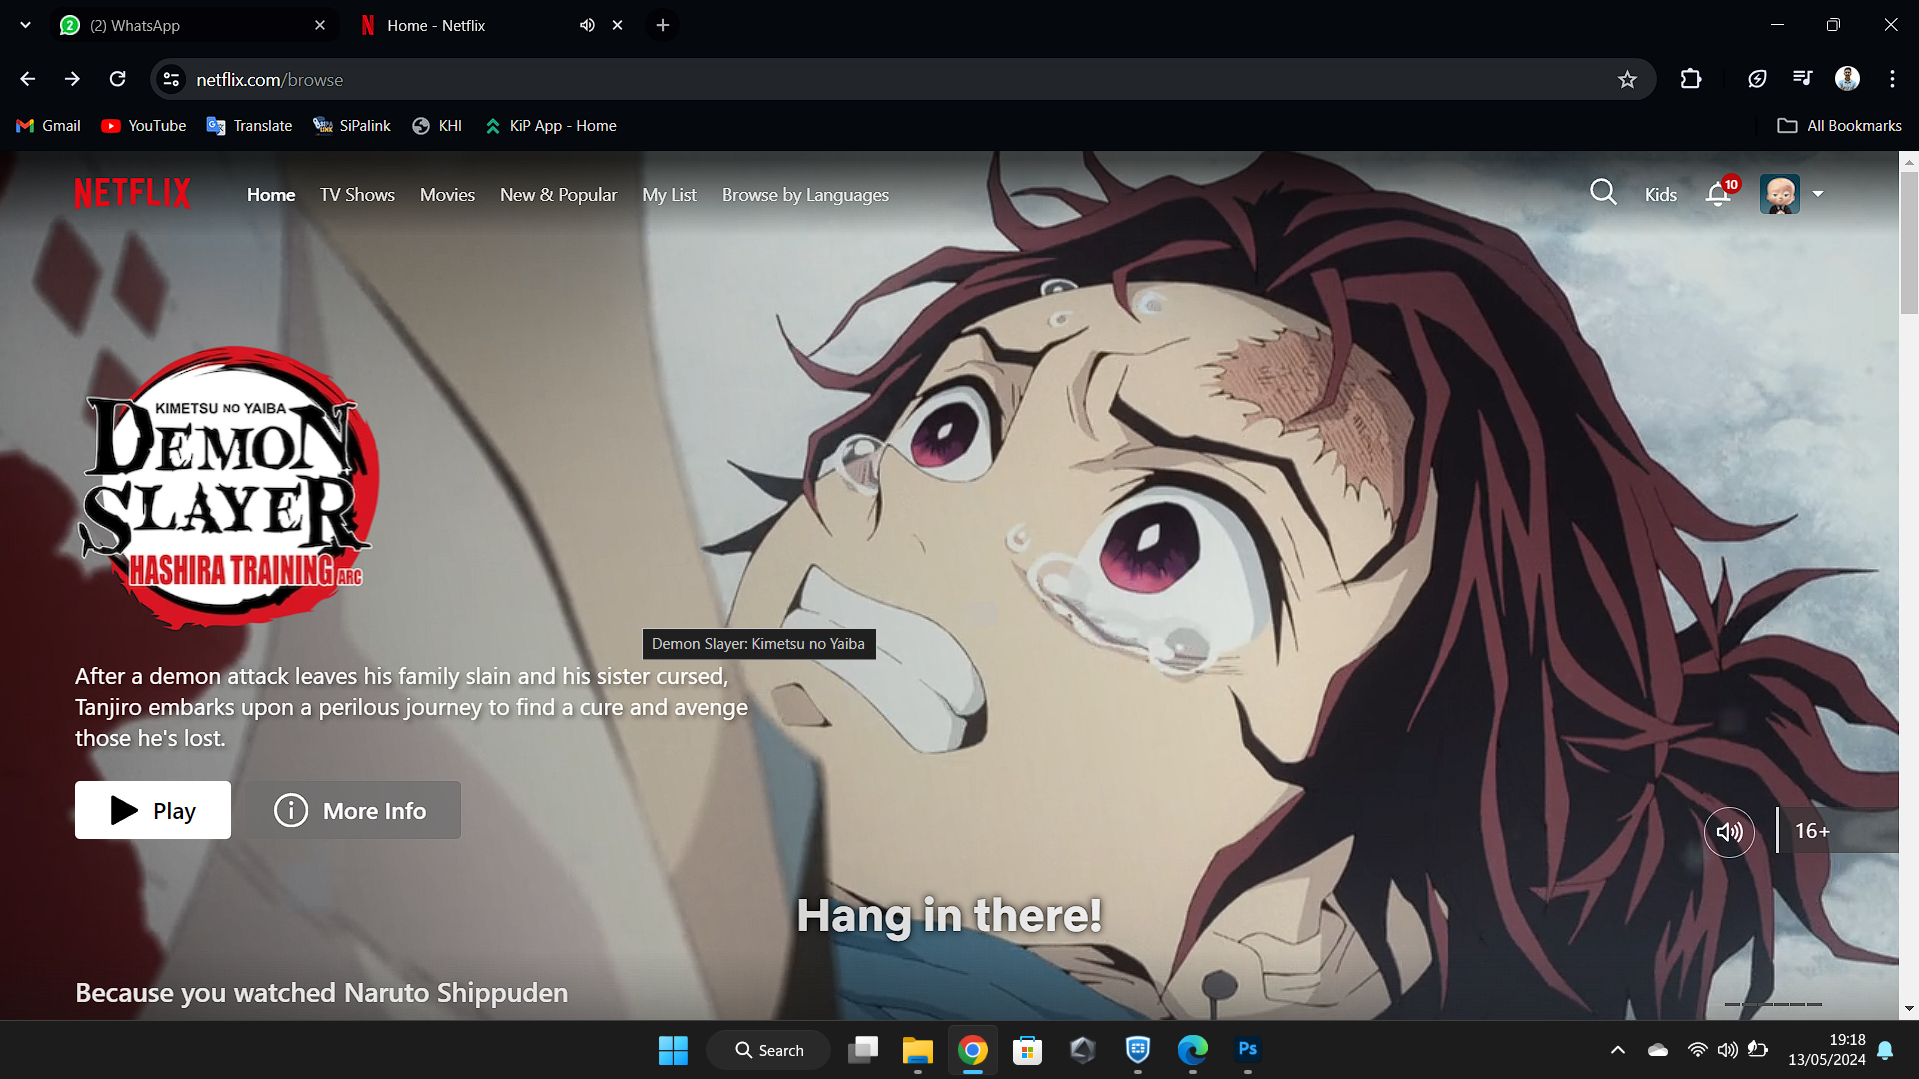 (2) WhatsApp
Home - Netflix
netflix.com/browse
Gmail
YouTube
Translate
SiPalink
KHI
KiP App - Home
All Bookmarks
NETFLIX
Home
TV Shows
Movies
New & Popular
My List
Browse by Languages
Kids
10
KIMETSU NO YAIBA
DEMON
SLAYER
HASHIRA TRAINING ARC
Demon Slayer: Kimetsu no Yaiba
After a demon attack leaves his family slain and his sister cursed,
Tanjiro embarks upon a perilous journey to find a cure and avenge
those he's lost.
Play
More Info
16+
Hang in there!
Because you watched Naruto Shippuden
Search
Ps
19:18
13/05/2024